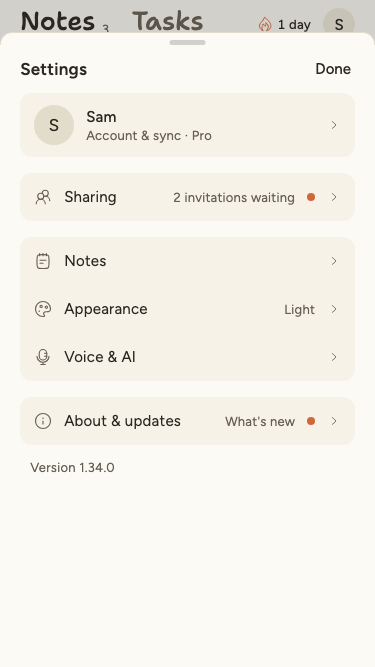 Notes 3 Tasks 1 day S
Settings Done
S
Sam
Account & sync · Pro
Sharing 2 invitations waiting
Notes
Appearance Light
Voice & AI
About & updates What's new
Version 1.34.0